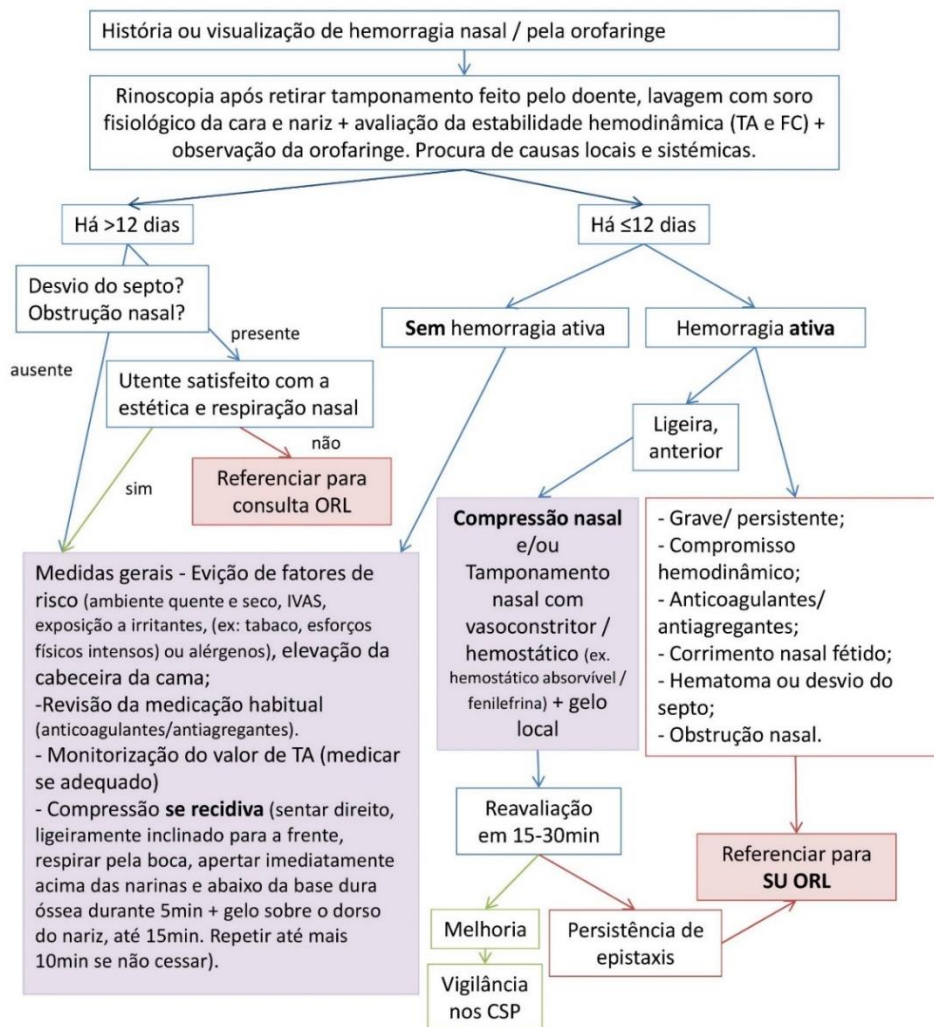 História ou visualização de hemorragia nasal / pela orofaringe
Rinoscopia após retirar tamponamento feito pelo doente, lavagem com soro
fisiológico da cara e nariz + avaliação da estabilidade hemodinâmica (TA e FC) +
observação da orofaringe. Procura de causas locais e sistémicas.
Há >12 dias
Há ≤12 dias
Desvio do septo?
Obstrução nasal?
ausente
presente
Utente satisfeito com a
estética e respiração nasal
sim
não
Referenciar para
consulta ORL
Sem hemorragia ativa
Hemorragia ativa
Ligeira,
anterior
Medidas gerais - Evição de fatores de
risco (ambiente quente e seco, IVAS,
exposição a irritantes, (ex: tabaco, esforços
físicos intensos) ou alérgenos), elevação da
cabeceira da cama;
-Revisão da medicação habitual
(anticoagulantes/antiagregantes).
- Monitorização do valor de TA (medicar
se adequado)
- Compressão se recidiva (sentar direito,
ligeiramente inclinado para a frente,
respirar pela boca, apertar imediatamente
acima das narinas e abaixo da base dura
óssea durante 5min + gelo sobre o dorso
do nariz, até 15min. Repetir até mais
10min se não cessar).
Compressão nasal
e/ou
Tamponamento
nasal com
vasoconstritor /
hemostático (ex.
hemostático absorvível /
fenilefrina) + gelo
local
- Grave/ persistente;
- Compromisso
hemodinâmico;
- Anticoagulantes/
antiagregantes;
- Corrimento nasal fétido;
- Hematoma ou desvio do
septo;
- Obstrução nasal.
Reavaliação
em 15-30min
Melhoria
Persistência de
epistaxis
Referenciar para
SU ORL
Vigilância
nos CSP